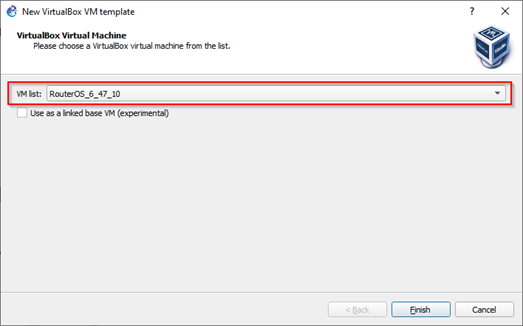 New VirtualBox VM template
VirtualBox Virtual Machine
Please choose a VirtualBox virtual machine from the list.
VM list: RouterOS_6_47_10
Use as a linked base VM (experimental)
< Back Finish Cancel